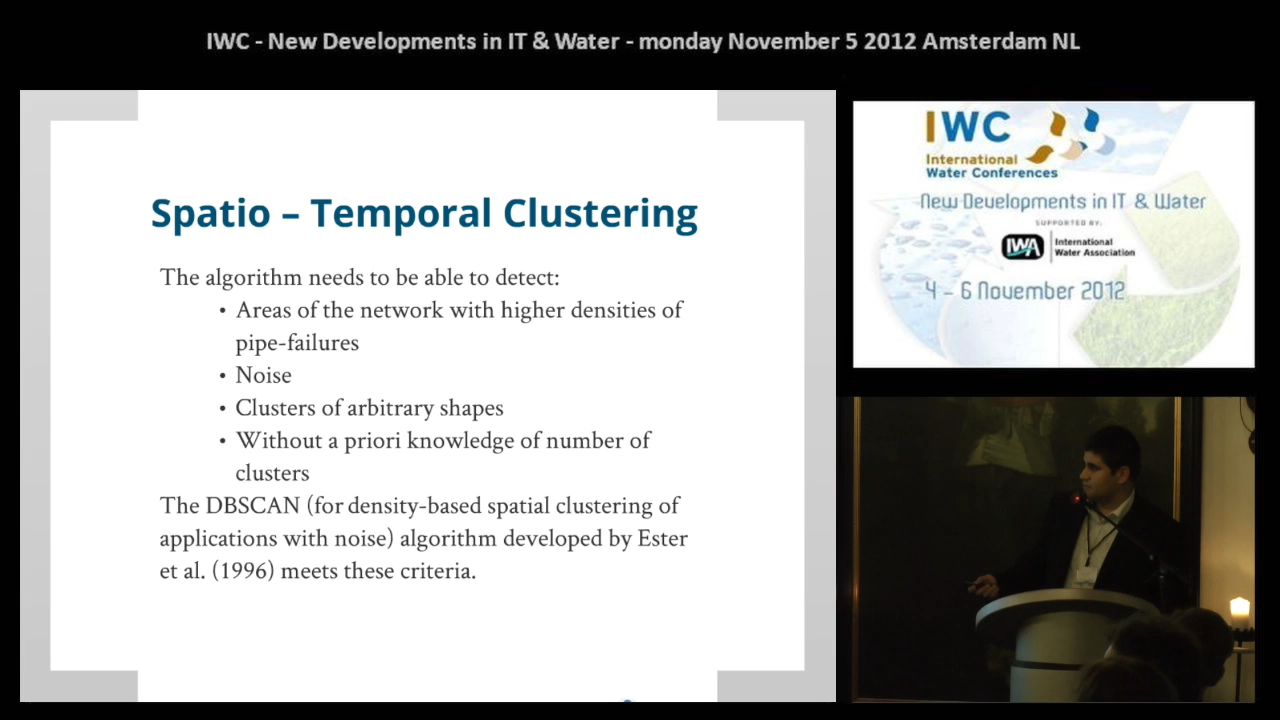 IWC - New Developments in IT & Water - monday November 5 2012 Amsterdam NL
Spatio – Temporal Clustering
The algorithm needs to be able to detect:
• Areas of the network with higher densities of
pipe-failures
• Noise
• Clusters of arbitrary shapes
• Without a priori knowledge of number of
clusters
The DBSCAN (for density-based spatial clustering of
applications with noise) algorithm developed by Ester
et al. (1996) meets these criteria.
IWC
International
Water Conferences
New Developments in IT & Water
SUPPORTED BY:
IWA International
Water Association
4 – 6 November 2012